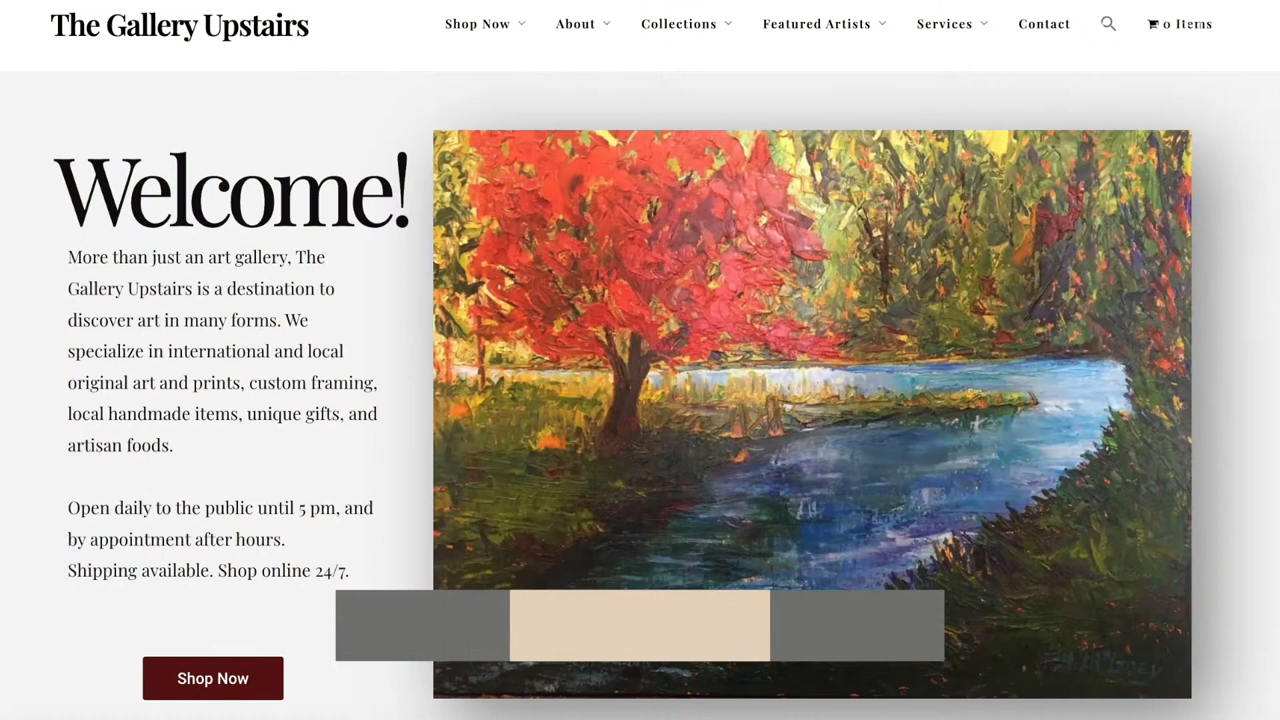 The Gallery Upstairs
Shop Now About Collections Featured Artists Services Contact 0 Items
Welcome!
More than just an art gallery, The
Gallery Upstairs is a destination to
discover art in many forms. We
specialize in international and local
original art and prints, custom framing,
local handmade items, unique gifts, and
artisan foods.
Open daily to the public until 5 pm, and
by appointment after hours.
Shipping available. Shop online 24/7.
Shop Now